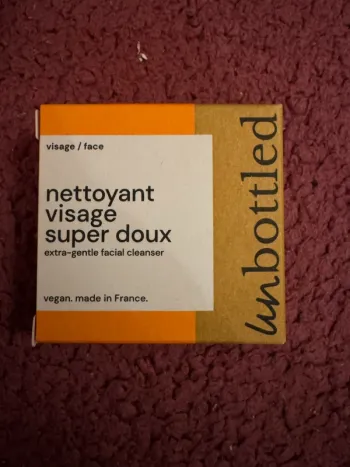 visage / face
nettoyant
visage
super doux
extra-gentle facial cleanser
vegan. made in France.
unbottled